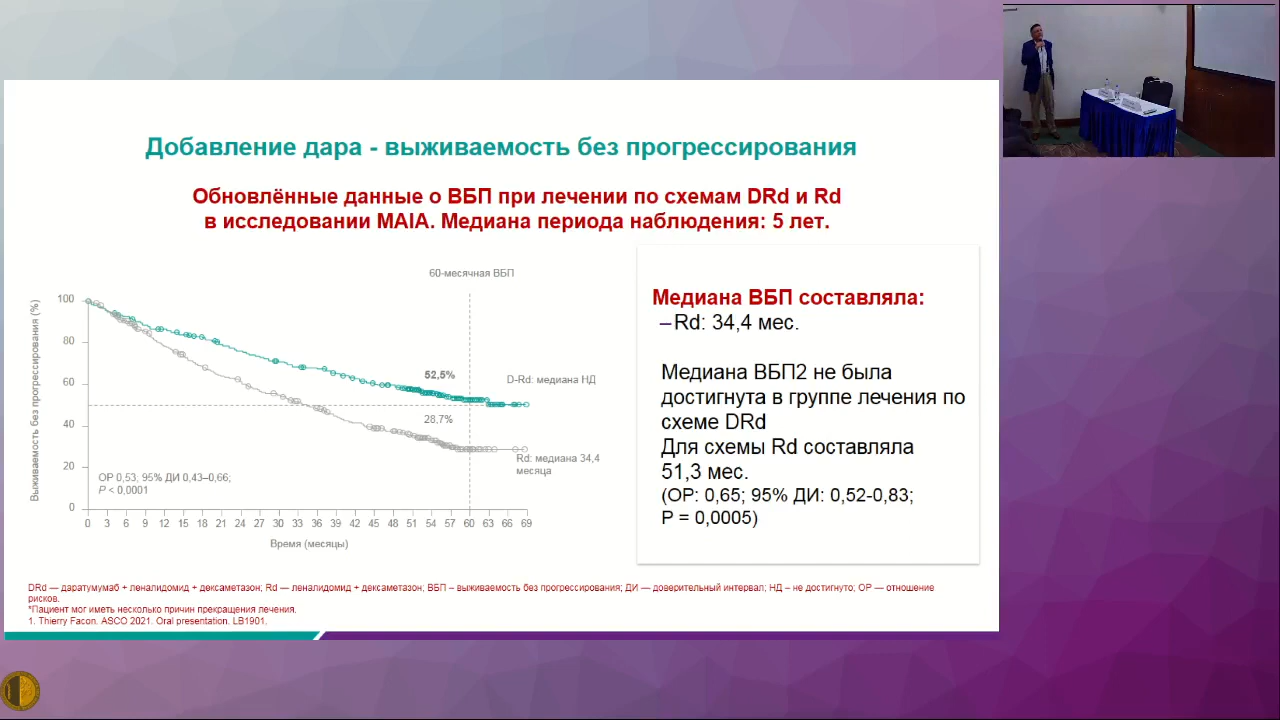 Добавление дара - выживаемость без прогрессирования
Обновлённые данные о ВБП при лечении по схемам DRd и Rd
в исследовании MAIA. Медиана периода наблюдения: 5 лет.
60-месячная ВБП
Выживаемость без прогрессирования (%)
100
80
60
40
20
0
52,5%
D-Rd: медиана НД
28,7%
Rd: медиана 34,4
месяца
ОР 0,53; 95% ДИ 0,43–0,66;
P < 0,0001
0 3 6 9 12 15 18 21 24 27 30 33 36 39 42 45 48 51 54 57 60 63 66 69
Время (месяцы)
Медиана ВБП составляла:
–Rd: 34,4 мес.
Медиана ВБП2 не была
достигнута в группе лечения по
схеме DRd
Для схемы Rd составляла
51,3 мес.
(ОР: 0,65; 95% ДИ: 0,52-0,83;
P = 0,0005)
DRd — даратумумаб + леналидомид + дексаметазон; Rd — леналидомид + дексаметазон; ВБП – выживаемость без прогрессирования; ДИ — доверительный интервал; НД – не достигнуто; ОР — отношение
рисков.
*Пациент мог иметь несколько причин прекращения лечения.
1. Thierry Facon. ASCO 2021. Oral presentation. LB1901.